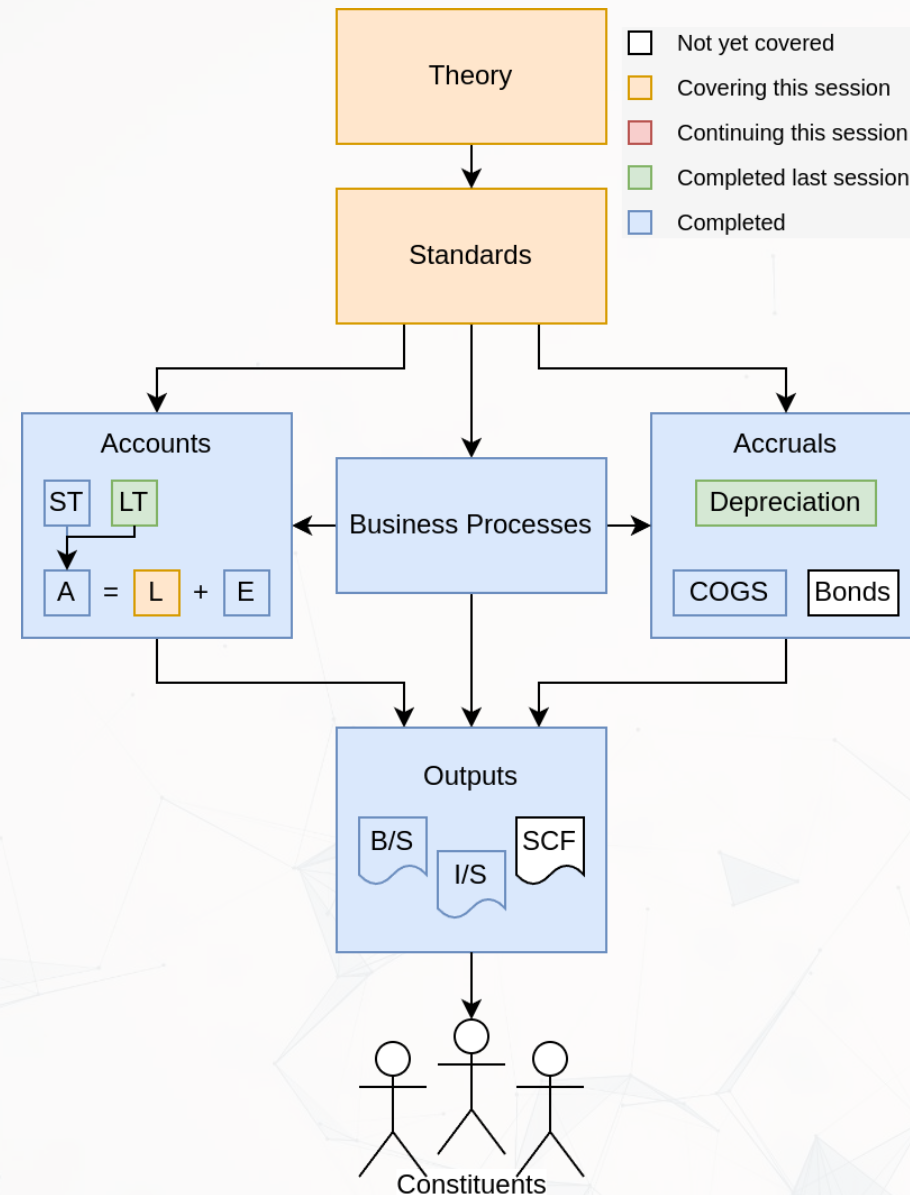 Theory
Not yet covered
Covering this session
Continuing this session
Completed last session
Completed
Standards
Accounts
ST LT
A = L + E
Business Processes
Accruals
Depreciation
COGS Bonds
Outputs
B/S
I/S
SCF
Constituents